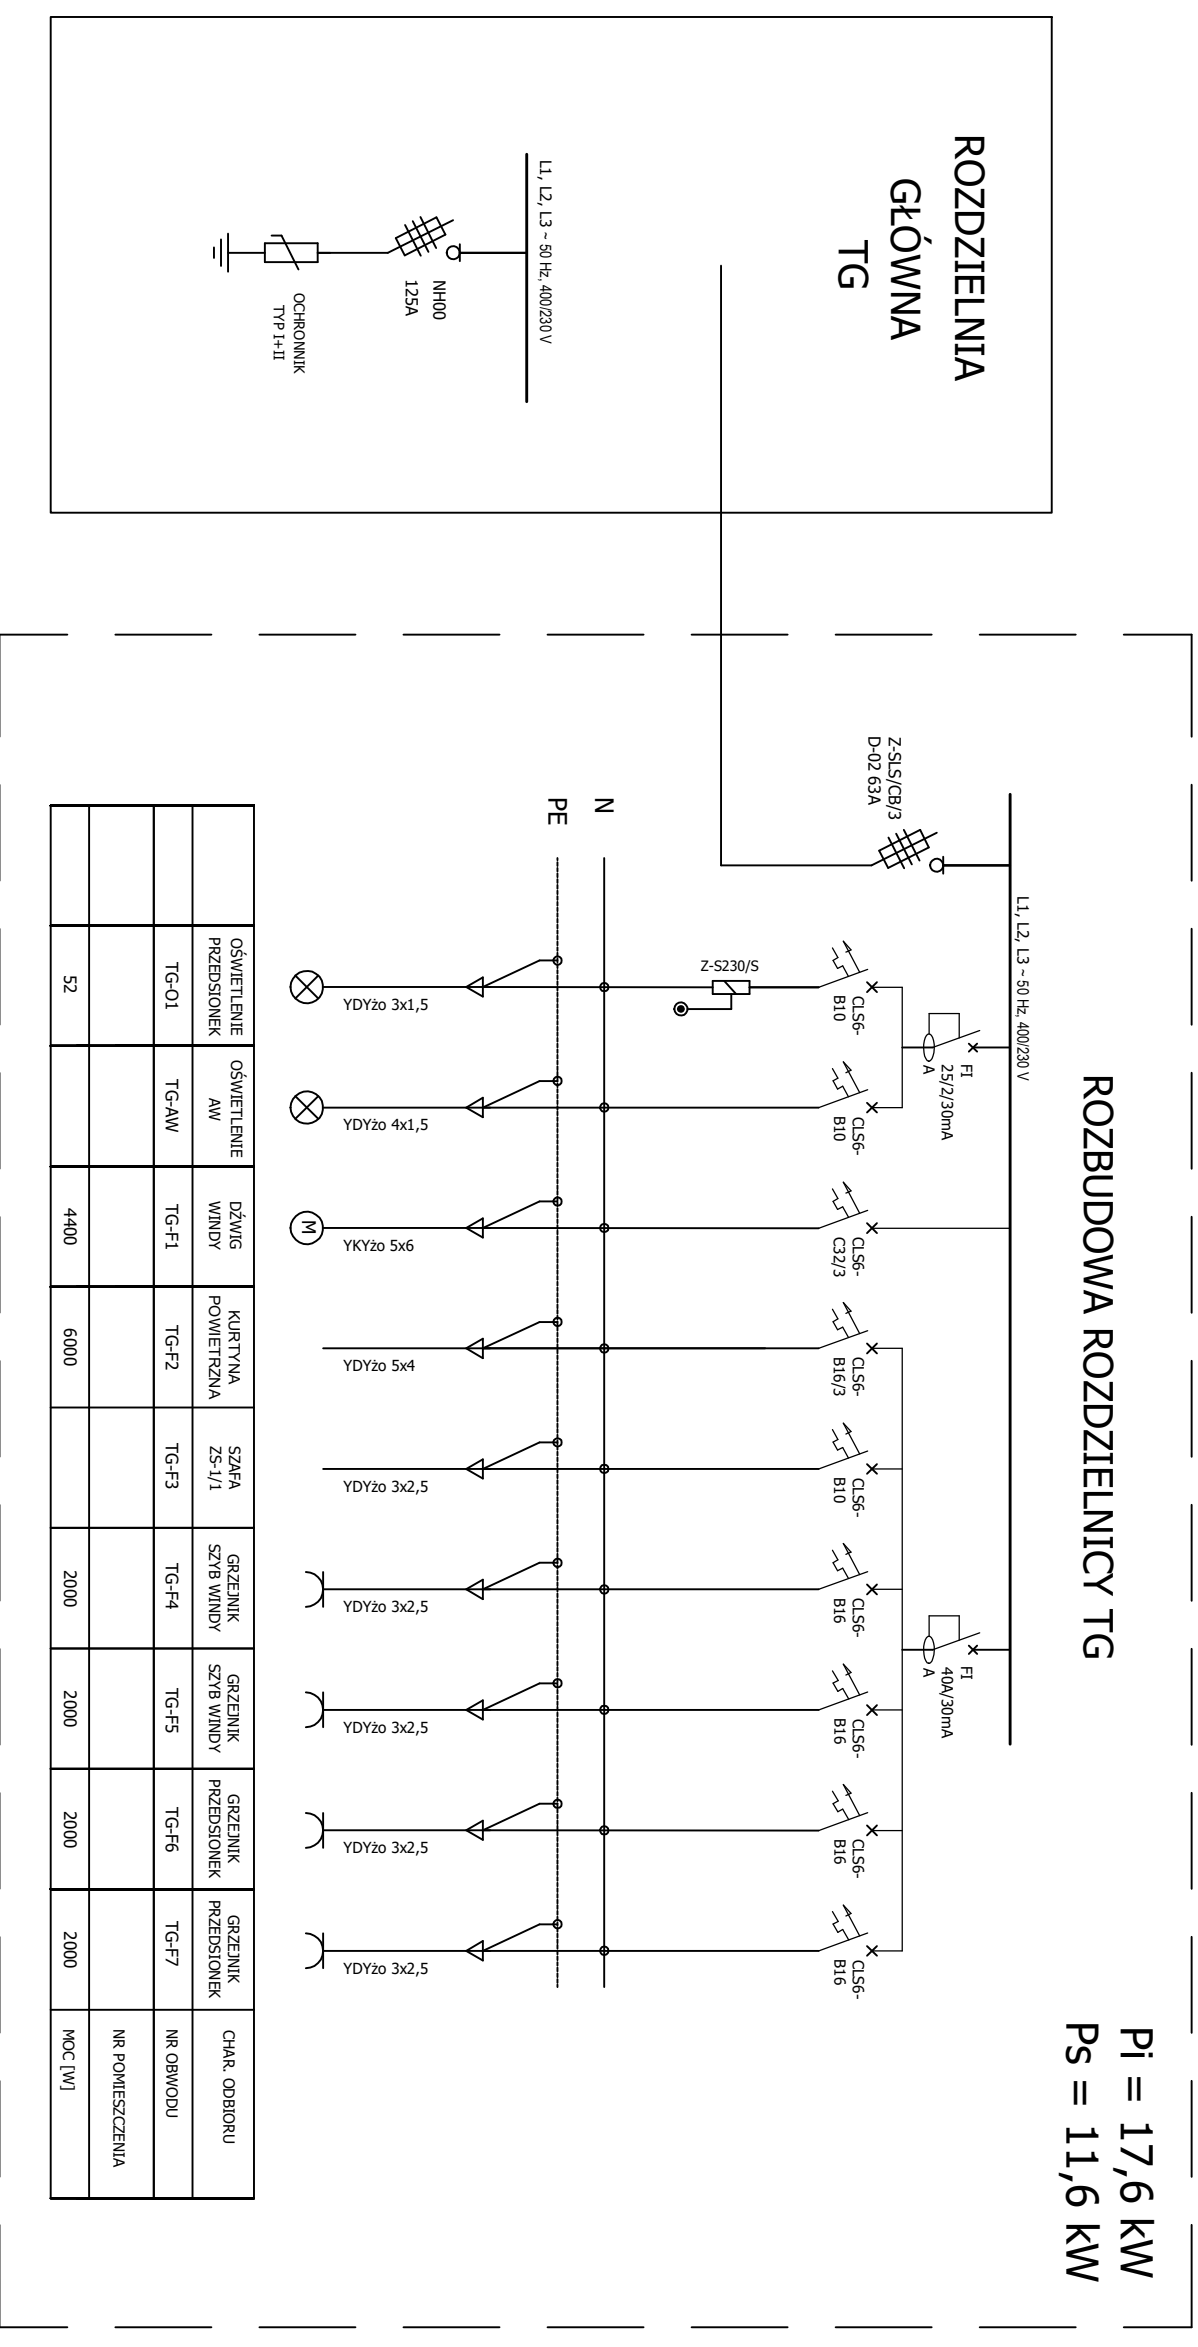 ROZDZIELNIA
GŁÓWNA
TG
L1, L2, L3 ~ 50 Hz, 400/230 V
NH00
125A
OCHRONNIK
TYP I+II
ROZBUDOWA ROZDZIELNICY TG
Pi = 17,6 kW
Ps = 11,6 kW
L1, L2, L3 ~ 50 Hz, 400/230 V
Z-SLS/CB/3
D-02 63A
FI
25/2/30mA
A
FI
40A/30mA
A
CLS6-
B10
CLS6-
B10
CLS6-
C32/3
CLS6-
B16/3
CLS6-
B10
CLS6-
B16
CLS6-
B16
CLS6-
B16
CLS6-
B16
Z-S230/S
N
PE
YDYżo 3x1,5
YDYżo 4x1,5
YKYżo 5x6
YDYżo 5x4
YDYżo 3x2,5
YDYżo 3x2,5
YDYżo 3x2,5
YDYżo 3x2,5
YDYżo 3x2,5
M
OŚWIETLENIE
PRZEDSIONEK
OŚWIETLENIE
AW
DŹWIG
WINDY
KURTYNA
POWIETRZNA
SZAFA
ZS-1/1
GRZEJNIK
SZYB WINDY
GRZEJNIK
SZYB WINDY
GRZEJNIK
PRZEDSIONEK
GRZEJNIK
PRZEDSIONEK
CHAR. ODBIORU
TG-O1 TG-AW TG-F1 TG-F2 TG-F3 TG-F4 TG-F5 TG-F6 TG-F7 NR OBWODU
NR POMIESZCZENIA
52 4400 6000 2000 2000 2000 2000 MOC [W]